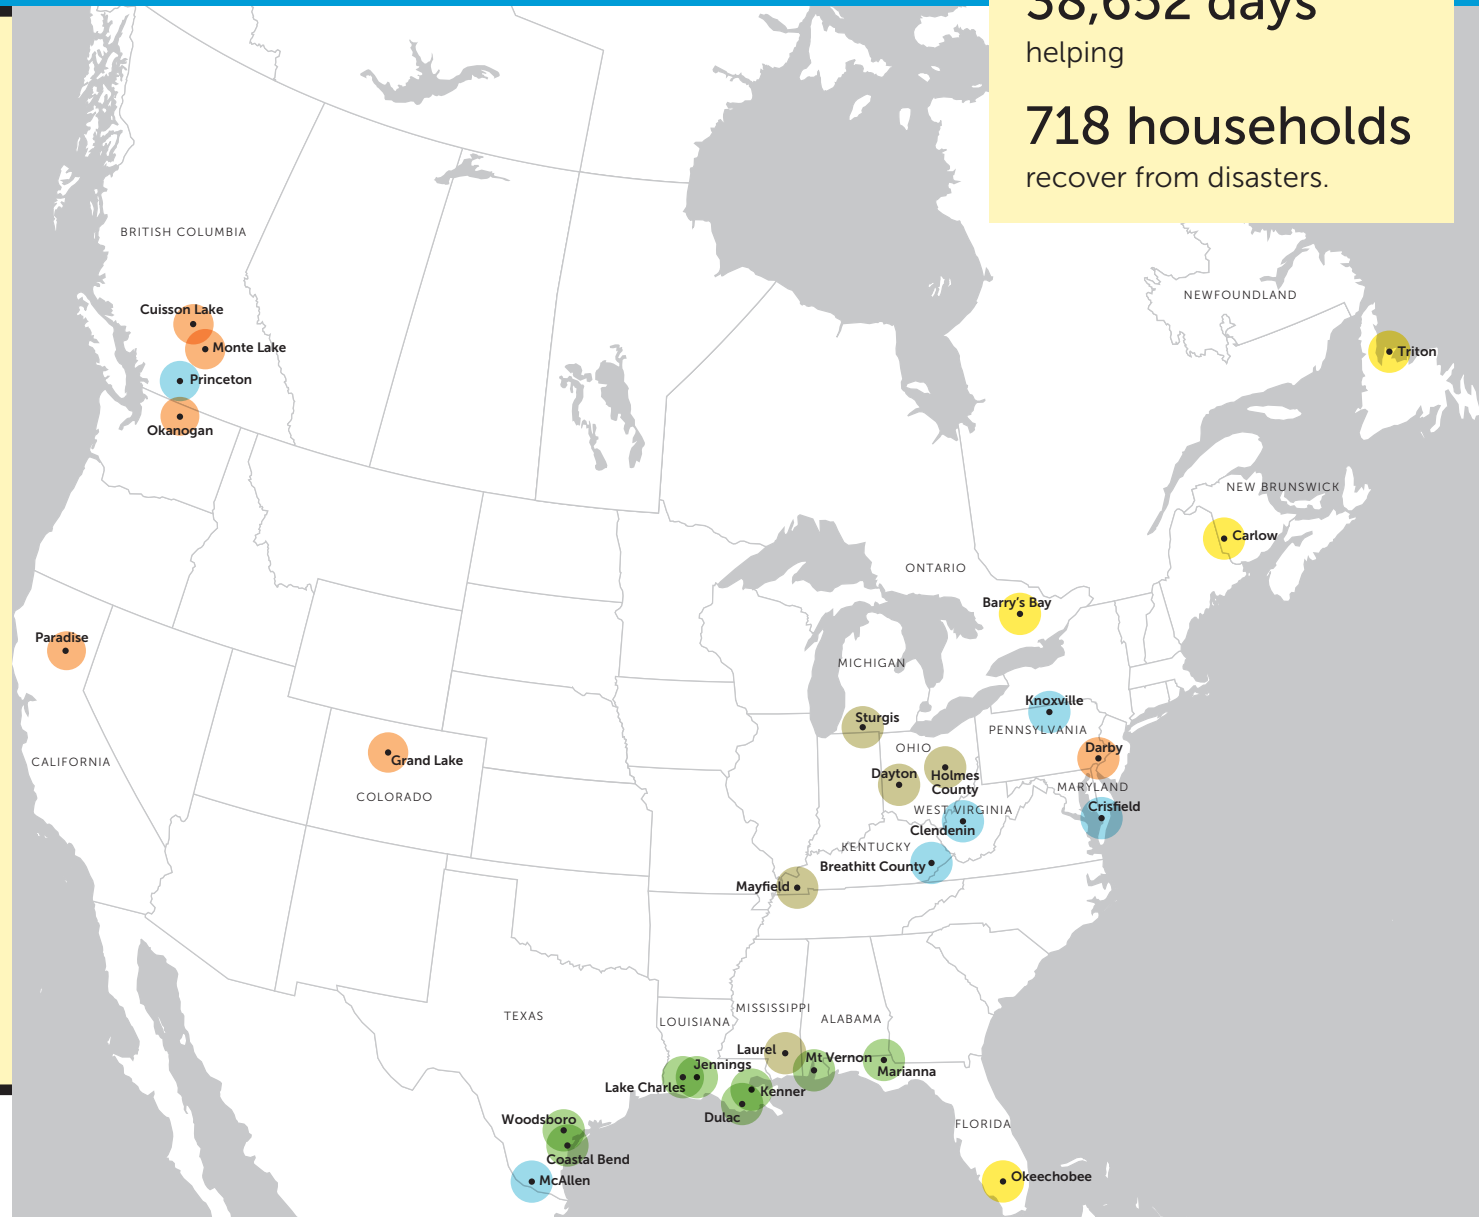 38,652 days
helping
718 households
recover from disasters.
BRITISH COLUMBIA
Cuisson Lake
Monte Lake
Princeton
Okanogan
NEWFOUNDLAND
Triton
NEW BRUNSWICK
Carlow
ONTARIO
Barry's Bay
Paradise
MICHIGAN
Knoxville
Sturgis
PENNSYLVANIA
OHIO
Darby
CALIFORNIA
Grand Lake
Dayton
Holmes
County
MARYLAND
COLORADO
Crisfield
WEST VIRGINIA
Clendenin
KENTUCKY
Breathitt County
Mayfield
TEXAS
MISSISSIPPI
LOUISIANA
ALABAMA
Laurel
Mt Vernon
Jennings
Marianna
Lake Charles
Kenner
Dulac
Woodsboro
FLORIDA
Coastal Bend
McAllen
Okeechobee